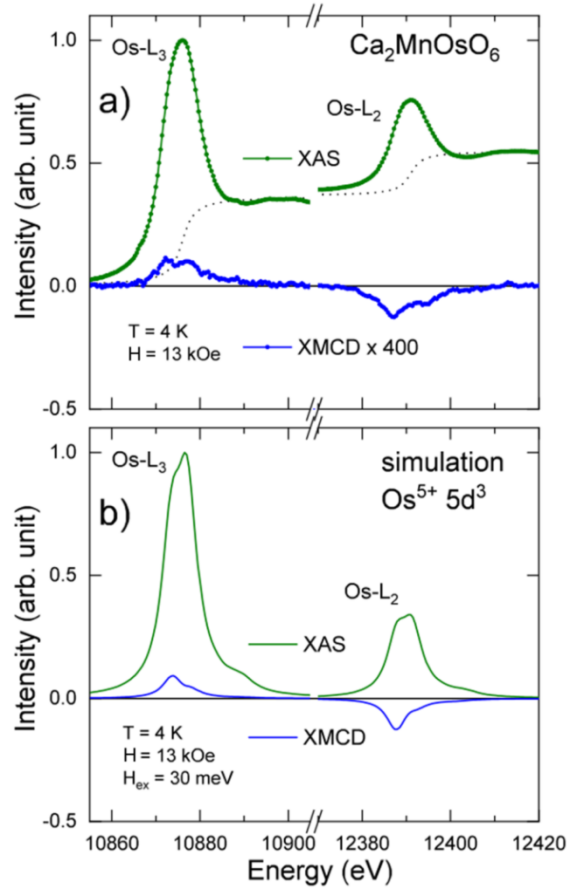 1.0
Os-L₃
Ca₂MnOsO₆
a)
Os-L₂
XAS
0.5
Intensity (arb. unit)
0.0
T = 4 K
H = 13 kOe
XMCD x 400
-0.5
Os-L₃
1.0
simulation
Os⁵⁺ 5d³
b)
Intensity (arb. unit)
0.5
Os-L₂
XAS
0.0
T = 4 K
H = 13 kOe
Hₑₓ = 30 meV
XMCD
-0.5
10860 10880 10900 12380 12400 12420
Energy (eV)